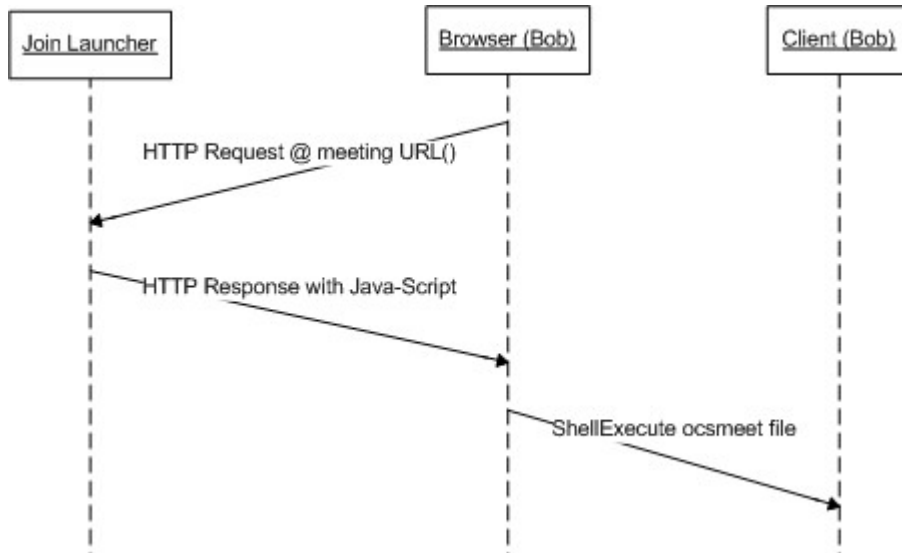 Join Launcher
Browser (Bob)
Client (Bob)
HTTP Request @ meeting URL()
HTTP Response with Java-Script
ShellExecute ocsmeet file